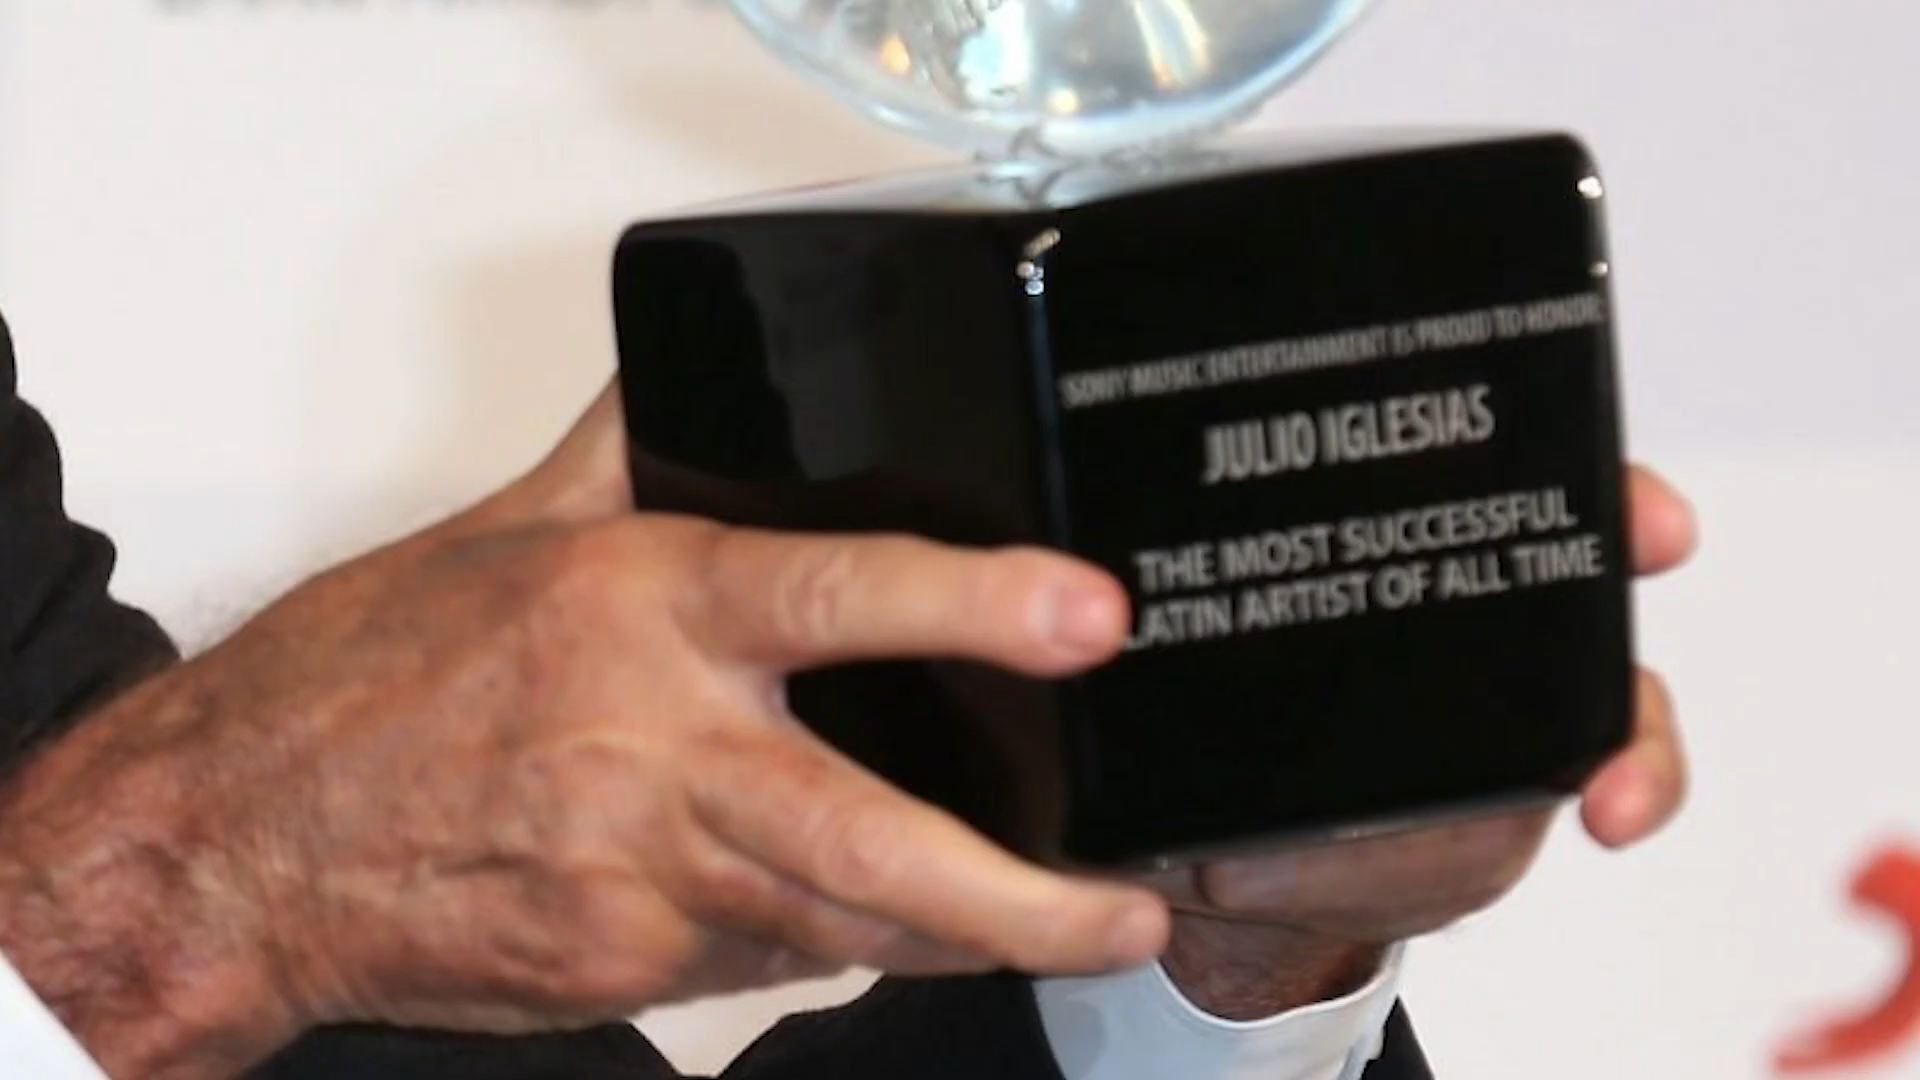 SONY MUSIC ENTERTAINMENT IS PROUD TO HONOR
JULIO IGLESIAS
THE MOST SUCCESSFUL
LATIN ARTIST OF ALL TIME